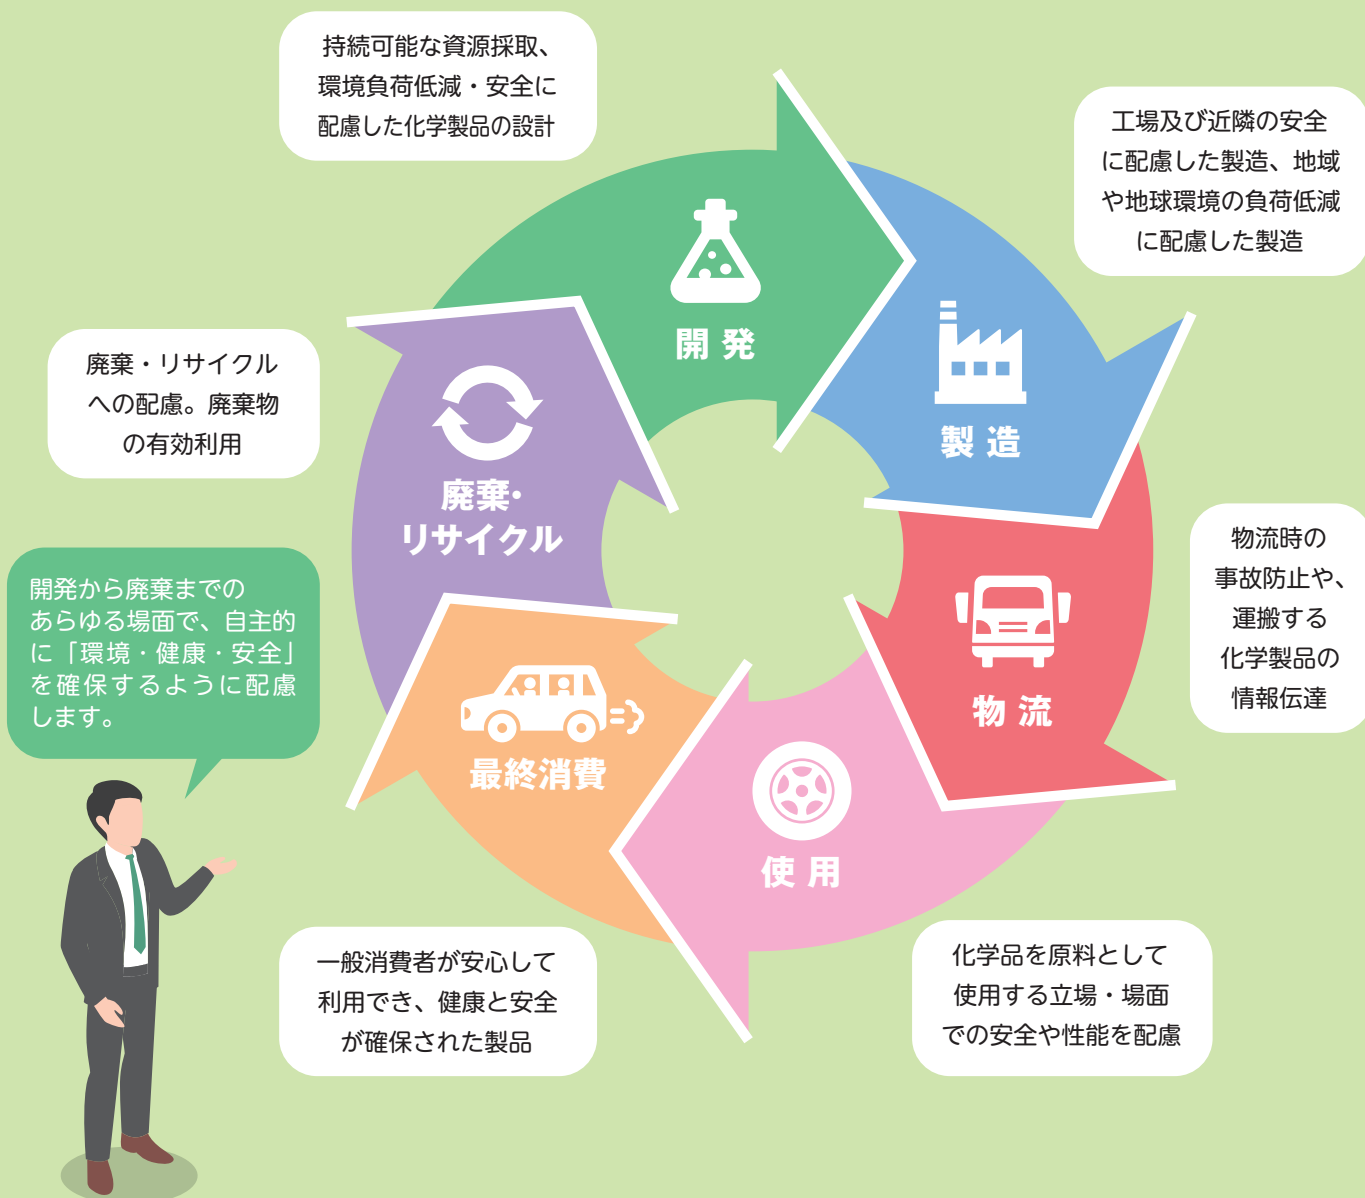 持続可能な資源採取、
環境負荷低減・安全に
配慮した化学製品の設計
工場及び近隣の安全
に配慮した製造、地域
や地球環境の負荷低減
に配慮した製造
開発
製造
廃棄・リサイクル
への配慮。廃棄物
の有効利用
廃棄・
リサイクル
物流時の
事故防止や、
運搬する
化学製品の
情報伝達
開発から廃棄までの
あらゆる場面で、自主的
に「環境・健康・安全」
を確保するように配慮
します。
物流
最終消費
使用
一般消費者が安心して
利用でき、健康と安全
が確保された製品
化学品を原料として
使用する立場・場面
での安全や性能を配慮